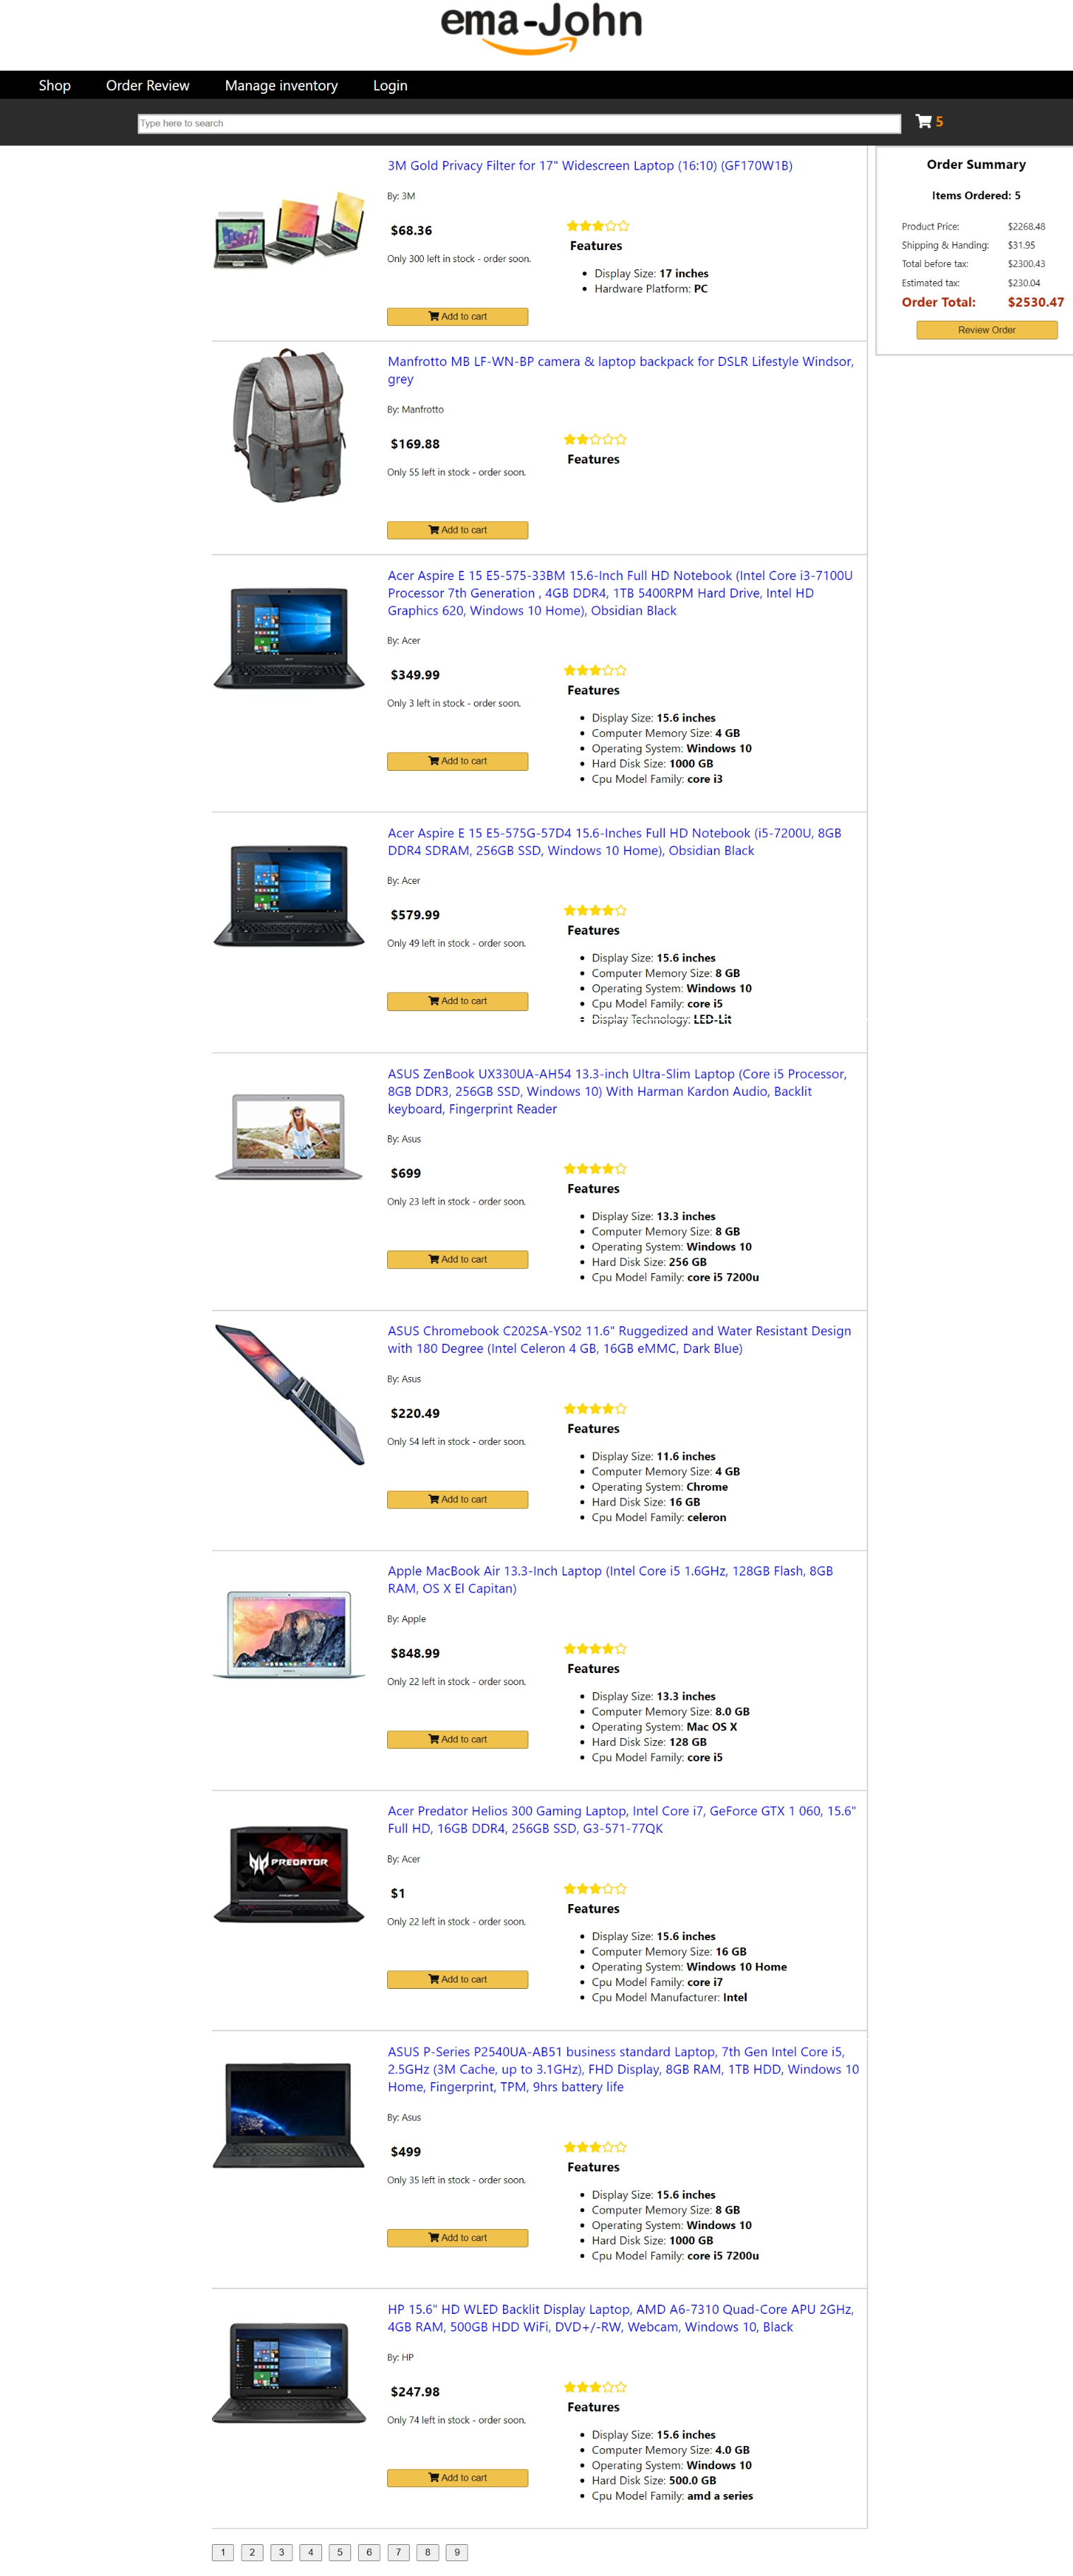 ema-John
Shop Order Review Manage inventory Login
Type here to search
5
3M Gold Privacy Filter for 17" Widescreen Laptop (16:10) (GF170W1B)
By: 3M
$68.36
Only 300 left in stock - order soon.
Add to cart
Features
Display Size: 17 inches
Hardware Platform: PC
Order Summary
Items Ordered: 5
Product Price: $2268.48
Shipping & Handing: $31.95
Total before tax: $2300.43
Estimated tax: $230.04
Order Total: $2530.47
Review Order
Manfrotto MB LF-WN-BP camera & laptop backpack for DSLR Lifestyle Windsor,
grey
By: Manfrotto
$169.88
Only 55 left in stock - order soon.
Add to cart
Features
Acer Aspire E 15 E5-575-33BM 15.6-Inch Full HD Notebook (Intel Core i3-7100U
Processor 7th Generation , 4GB DDR4, 1TB 5400RPM Hard Drive, Intel HD
Graphics 620, Windows 10 Home), Obsidian Black
By: Acer
$349.99
Only 3 left in stock - order soon.
Add to cart
Features
Display Size: 15.6 inches
Computer Memory Size: 4 GB
Operating System: Windows 10
Hard Disk Size: 1000 GB
Cpu Model Family: core i3
Acer Aspire E 15 E5-575G-57D4 15.6-Inches Full HD Notebook (i5-7200U, 8GB
DDR4 SDRAM, 256GB SSD, Windows 10 Home), Obsidian Black
By: Acer
$579.99
Only 49 left in stock - order soon.
Add to cart
Features
Display Size: 15.6 inches
Computer Memory Size: 8 GB
Operating System: Windows 10
Cpu Model Family: core i5
Display Technology: LED-Lit
ASUS ZenBook UX330UA-AH54 13.3-inch Ultra-Slim Laptop (Core i5 Processor,
8GB DDR3, 256GB SSD, Windows 10) With Harman Kardon Audio, Backlit
keyboard, Fingerprint Reader
By: Asus
$699
Only 23 left in stock - order soon.
Add to cart
Features
Display Size: 13.3 inches
Computer Memory Size: 8 GB
Operating System: Windows 10
Hard Disk Size: 256 GB
Cpu Model Family: core i5 7200u
ASUS Chromebook C202SA-YS02 11.6" Ruggedized and Water Resistant Design
with 180 Degree (Intel Celeron 4 GB, 16GB eMMC, Dark Blue)
By: Asus
$220.49
Only 54 left in stock - order soon.
Add to cart
Features
Display Size: 11.6 inches
Computer Memory Size: 4 GB
Operating System: Chrome
Hard Disk Size: 16 GB
Cpu Model Family: celeron
Apple MacBook Air 13.3-Inch Laptop (Intel Core i5 1.6GHz, 128GB Flash, 8GB
RAM, OS X El Capitan)
By: Apple
$848.99
Only 22 left in stock - order soon.
Add to cart
Features
Display Size: 13.3 inches
Computer Memory Size: 8.0 GB
Operating System: Mac OS X
Hard Disk Size: 128 GB
Cpu Model Family: core i5
Acer Predator Helios 300 Gaming Laptop, Intel Core i7, GeForce GTX 1 060, 15.6"
Full HD, 16GB DDR4, 256GB SSD, G3-571-77QK
PREDATOR
By: Acer
$1
Only 22 left in stock - order soon.
Add to cart
Features
Display Size: 15.6 inches
Computer Memory Size: 16 GB
Operating System: Windows 10 Home
Cpu Model Family: core i7
Cpu Model Manufacturer: Intel
ASUS P-Series P2540UA-AB51 business standard Laptop, 7th Gen Intel Core i5,
2.5GHz (3M Cache, up to 3.1GHz), FHD Display, 8GB RAM, 1TB HDD, Windows 10
Home, Fingerprint, TPM, 9hrs battery life
By: Asus
$499
Only 35 left in stock - order soon.
Add to cart
Features
Display Size: 15.6 inches
Computer Memory Size: 8 GB
Operating System: Windows 10
Hard Disk Size: 1000 GB
Cpu Model Family: core i5 7200u
HP 15.6" HD WLED Backlit Display Laptop, AMD A6-7310 Quad-Core APU 2GHz,
4GB RAM, 500GB HDD WiFi, DVD+/-RW, Webcam, Windows 10, Black
By: HP
$247.98
Only 74 left in stock - order soon.
Add to cart
Features
Display Size: 15.6 inches
Computer Memory Size: 4.0 GB
Operating System: Windows 10
Hard Disk Size: 500.0 GB
Cpu Model Family: amd a series
1 2 3 4 5 6 7 8 9